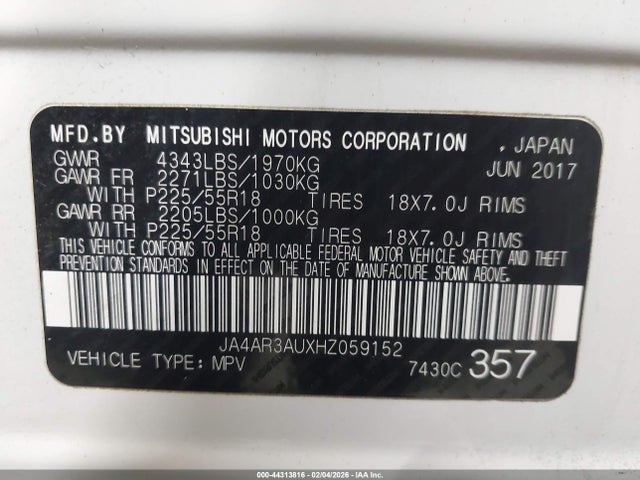 MFD.BY MITSUBISHI MOTORS CORPORATION , JAPAN
GVWR 4343LBS/1970KG JUN 2017
GAWR FR 2271LBS/1030KG
WITH P225/55R18 TIRES 18X7.0J RIMS
GAWR RR 2205LBS/1000KG
WITH P225/55R18 TIRES 18X7.0J RIMS
THIS VEHICLE CONFORMS TO ALL APPLICABLE FEDERAL MOTOR VEHICLE SAFETY AND THEFT
PREVENTION STANDARDS IN EFFECT ON THE DATE OF MANUFACTURE SHOWN ABOVE.
JA4AR3AUXHZ059152
VEHICLE TYPE: MPV 7430C 357
000-44313816 - 02/04/2026 - IAAI.COM